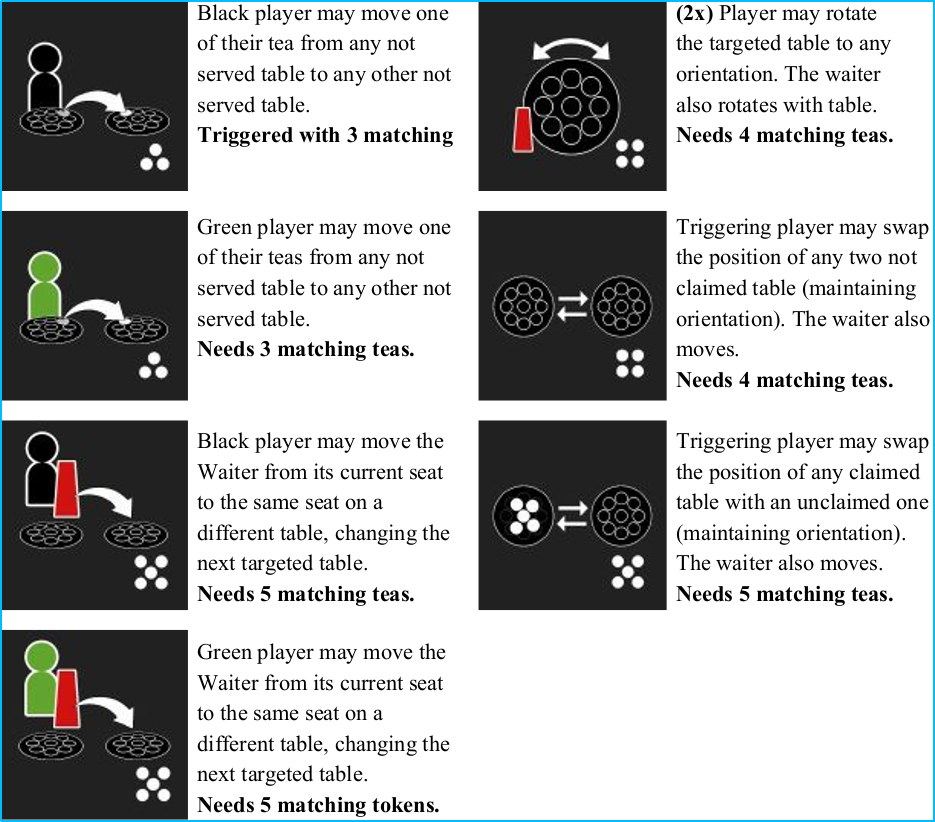 Black player may move one
of their tea from any not
served table to any other not
served table.
Triggered with 3 matching
Green player may move one
of their teas from any not
served table to any other not
served table.
Needs 3 matching teas.
Black player may move the
Waiter from its current seat
to the same seat on a
different table, changing the
next targeted table.
Needs 5 matching teas.
Green player may move the
Waiter from its current seat
to the same seat on a
different table, changing the
next targeted table.
Needs 5 matching tokens.
(2x) Player may rotate
the targeted table to any
orientation. The waiter
also rotates with table.
Needs 4 matching teas.
Triggering player may swap
the position of any two not
claimed table (maintaining
orientation). The waiter also
moves.
Needs 4 matching teas.
Triggering player may swap
the position of any claimed
table with an unclaimed one
(maintaining orientation).
The waiter also moves.
Needs 5 matching teas.